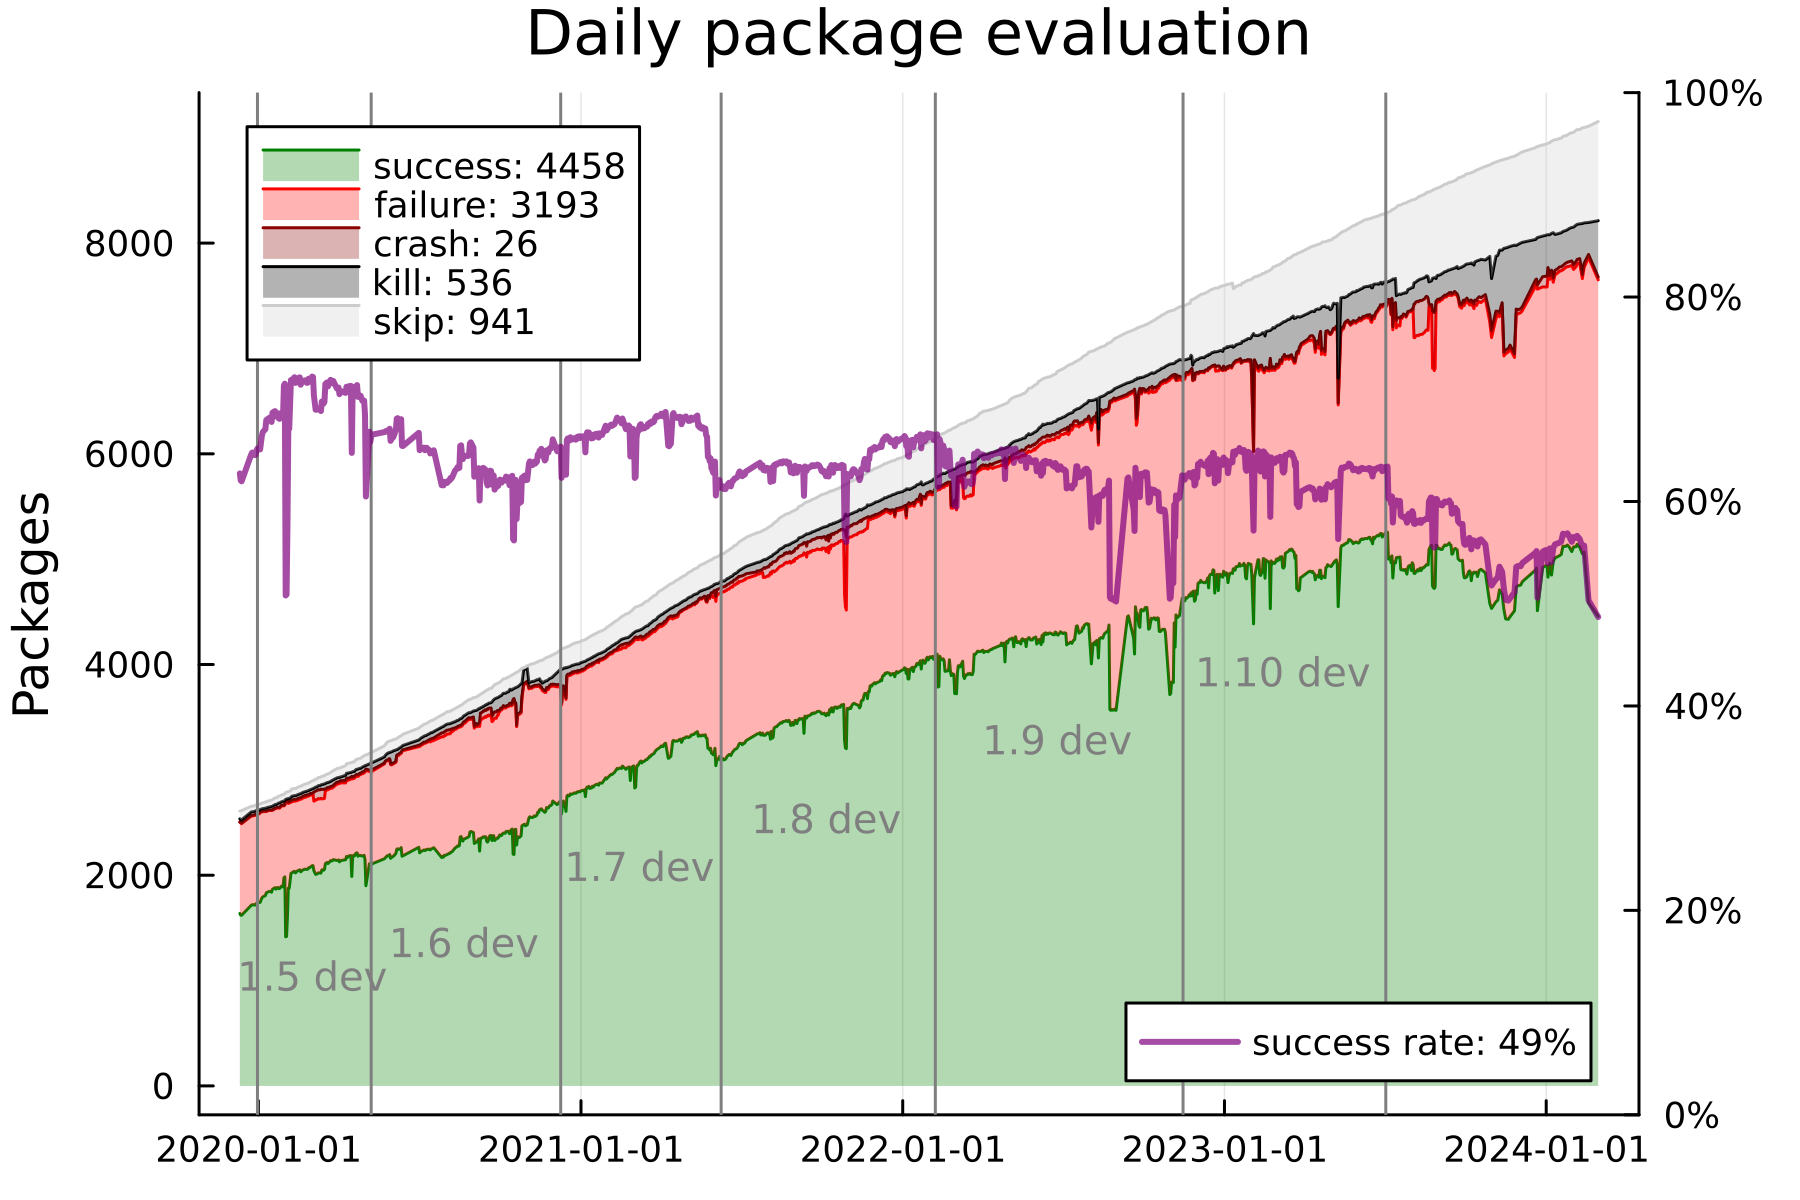 Daily package evaluation
success: 4458
failure: 3193
crash: 26
kill: 536
skip: 941
8000
6000
4000
2000
0
Packages
100%
80%
60%
40%
20%
0%
1.5 dev
1.6 dev
1.7 dev
1.8 dev
1.9 dev
1.10 dev
success rate: 49%
2020-01-01
2021-01-01
2022-01-01
2023-01-01
2024-01-01